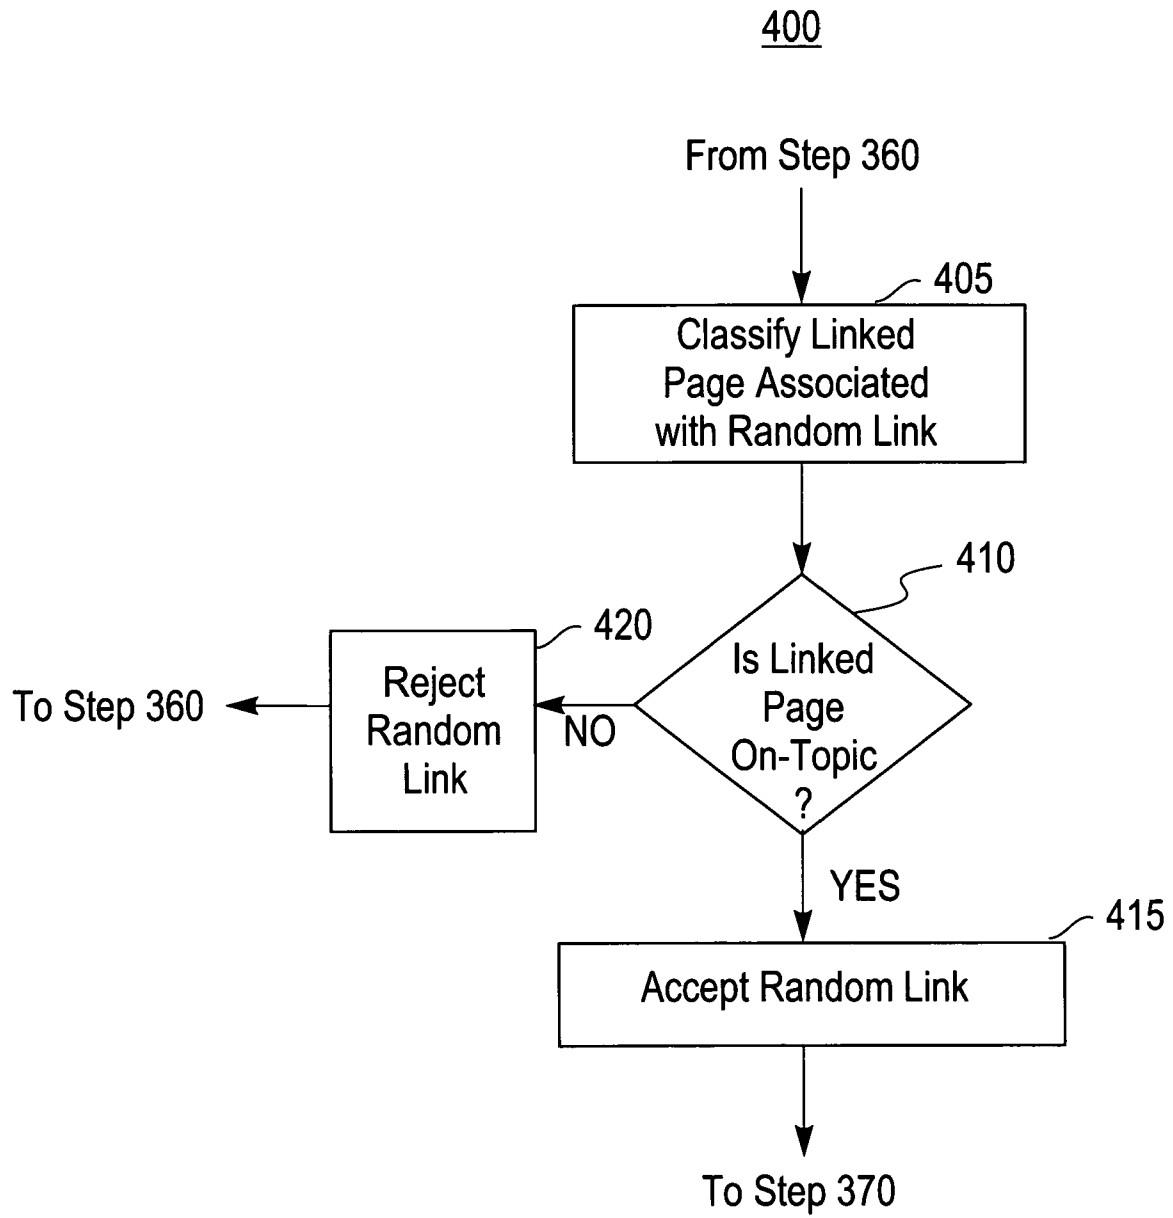 400
From Step 360
405
Classify Linked
Page Associated
with Random Link
410
Is Linked
Page
On-Topic
?
420
Reject
Random
Link
To Step 360
NO
YES
415
Accept Random Link
To Step 370